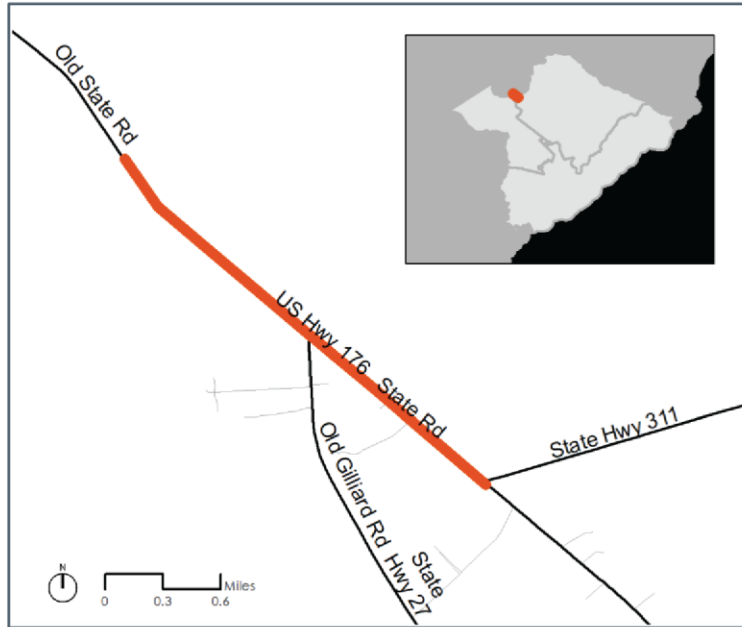 Old State Rd
US Hwy 176 State Rd
State Hwy 311
Old Gilliard Rd
State
Hwy 27
N
Miles
0 0.3 0.6